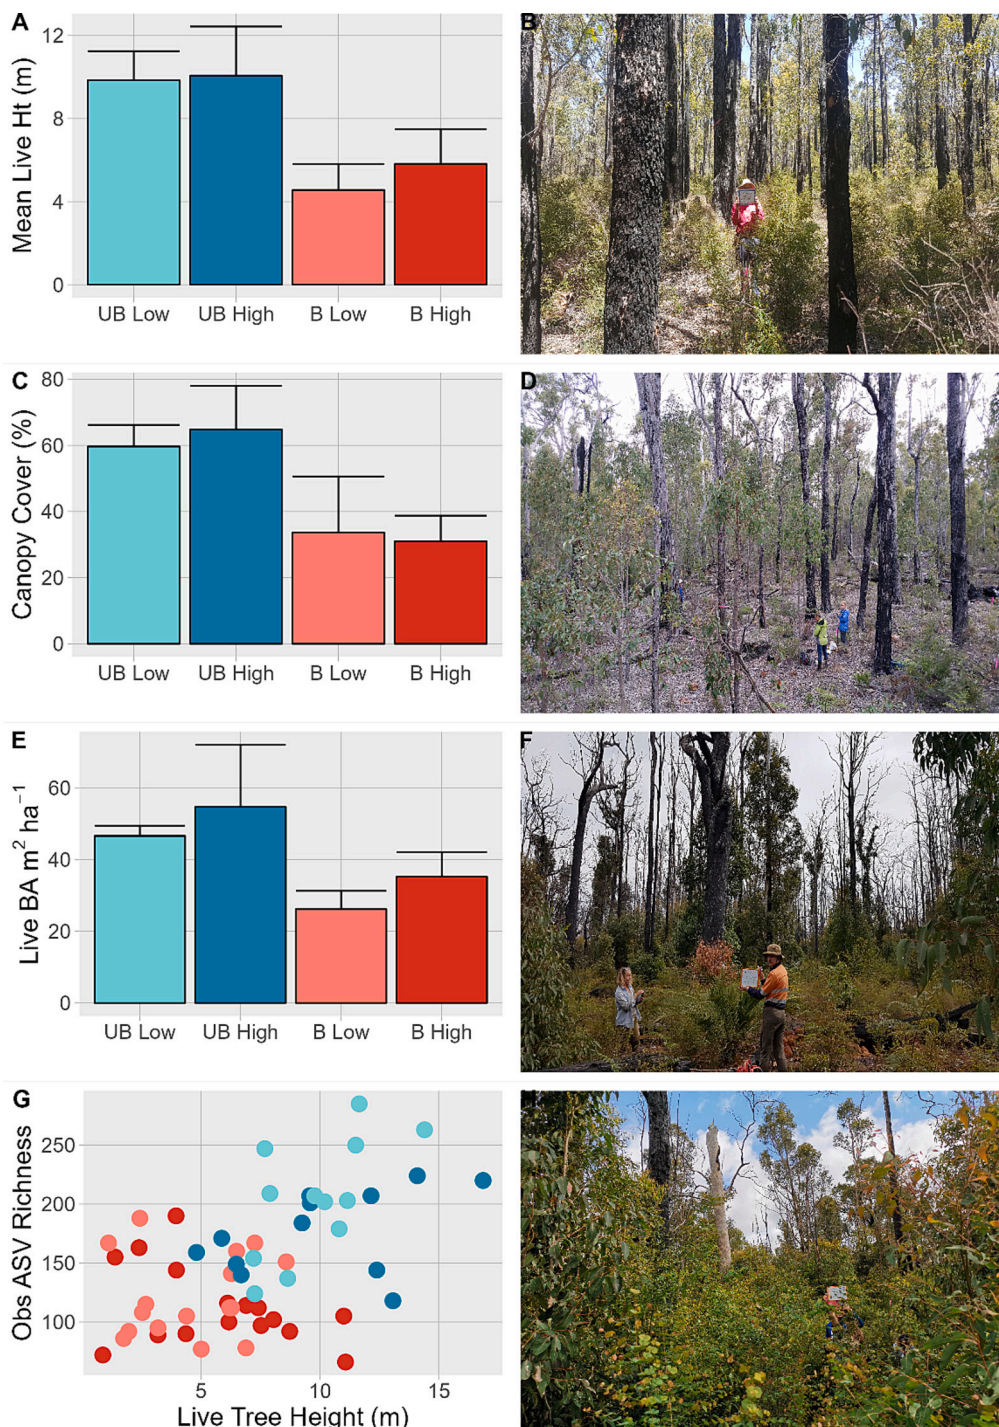 A
B
Mean Live Ht (m)
12
8
4
0
UB Low UB High B Low B High
C
D
Canopy Cover (%)
80
60
40
20
0
UB Low UB High B Low B High
E
F
Live BA m² ha⁻¹
60
40
20
0
UB Low UB High B Low B High
G
H
Obs ASV Richness
250
200
150
100
5 10 15
Live Tree Height (m)